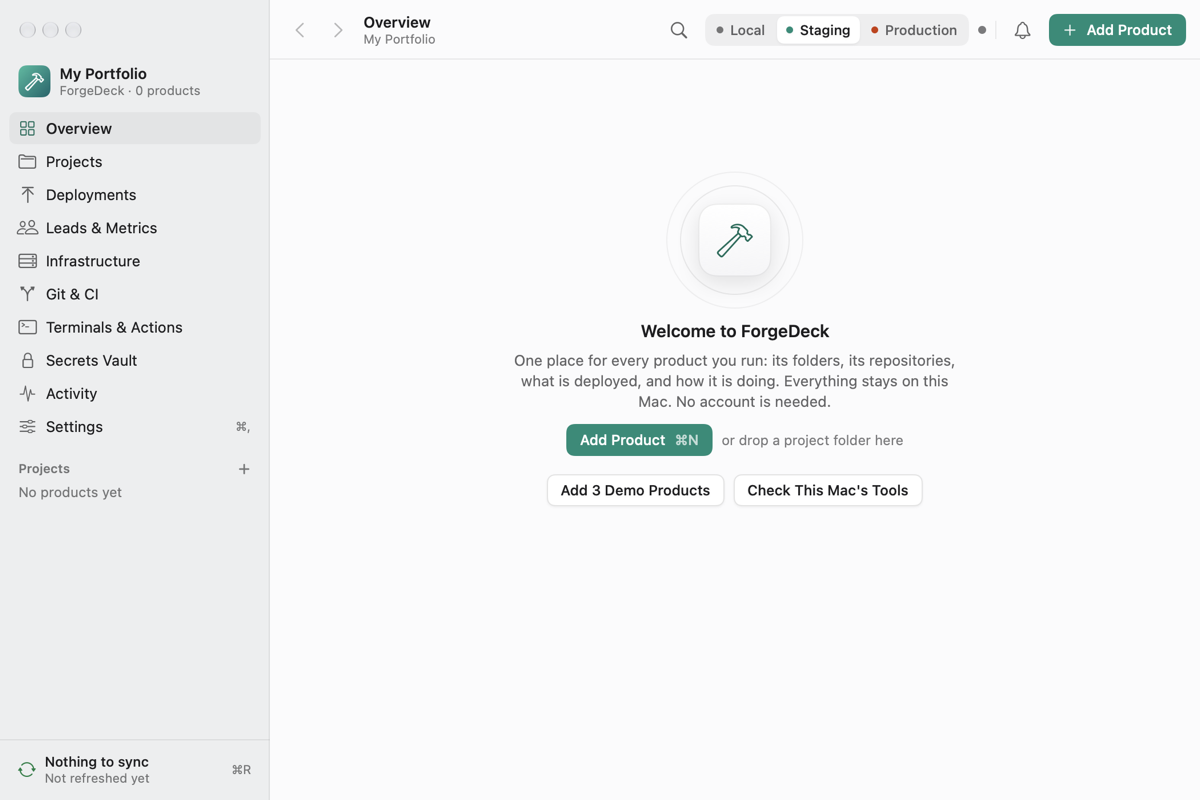 My Portfolio
ForgeDeck · 0 products
Overview
Projects
Deployments
Leads & Metrics
Infrastructure
Git & CI
Terminals & Actions
Secrets Vault
Activity
Settings ⌘,
Projects +
No products yet
Nothing to sync
Not refreshed yet
⌘R
Overview
My Portfolio
Local Staging Production
+ Add Product
Welcome to ForgeDeck
One place for every product you run: its folders, its repositories,
what is deployed, and how it is doing. Everything stays on this
Mac. No account is needed.
Add Product ⌘N or drop a project folder here
Add 3 Demo Products Check This Mac's Tools